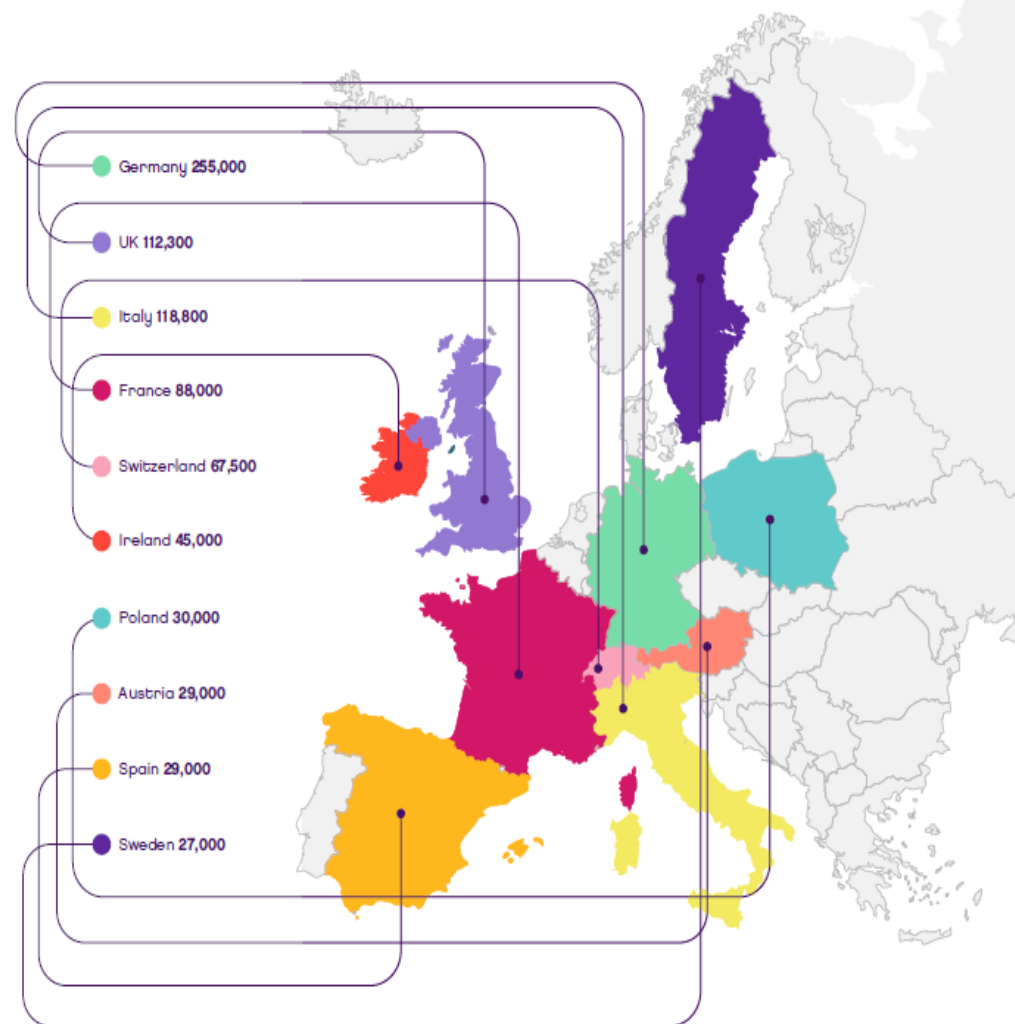 Germany 255,000
UK 112,300
Italy 118,800
France 88,000
Switzerland 67,500
Ireland 45,000
Poland 30,000
Austria 29,000
Spain 29,000
Sweden 27,000